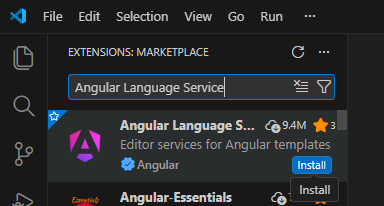 File Edit Selection View Go Run ...
EXTENSIONS: MARKETPLACE
Angular Language Service
Angular Language S... 9.4M 3
Editor services for Angular templates
Angular Install
Install
Essentials
Angular-Essentials